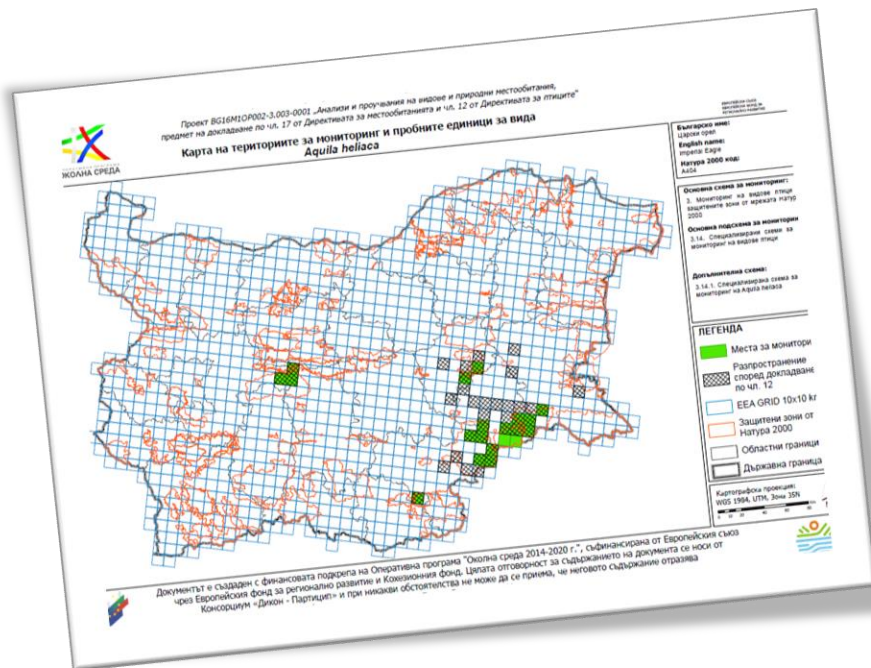 Проект BG16M1OP002-3.003-0001 „Анализи и проучвания на видове и природни местообитания,
предмет на докладване по чл. 17 от Директивата за местообитанията и чл. 12 от Директивата за птиците"
Карта на териториите за мониторинг и пробните единици за вида
Aquila heliaca
ОКОЛНА СРЕДА
Българско име:
Царски орел
English name:
Imperial Eagle
Натура 2000 код:
A404
Основна схема за мониторинг:
3. Мониторинг на видове птици
защитените зони от мрежата Натур
2000
Основна подсхема за мониторин
3.14. Специализирани схеми за
мониторинг на видове птици
Допълнителна схема:
3.14.1. Специализирана схема за
мониторинг на Aquila heliaca
ЛЕГЕНДА
Места за монитори
Разпространение
според докладване
по чл. 12
EEA GRID 10x10 kr
Защитени зони от
Натура 2000
Областни граници
Държавна граница
Картографска проекция:
WGS 1984, UTM, Зона 35N
Документът е създаден с финансовата подкрепа на Оперативна програма "Околна среда 2014-2020 г.", съфинансирана от Европейския съюз
чрез Европейския фонд за регионално развитие и Кохезионния фонд. Цялата отговорност за съдържанието на документа се носи от
Консорциум «Дикон - Партицип» и при никакви обстоятелства не може да се приема, че неговото съдържание отразява